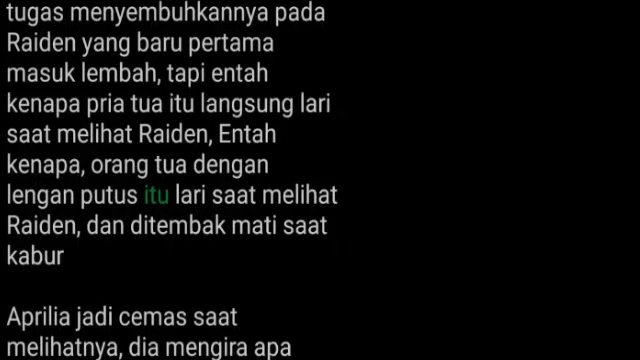 tugas menyembuhkannya pada
Raiden yang baru pertama
masuk lembah, tapi entah
kenapa pria tua itu langsung lari
saat melihat Raiden, Entah
kenapa, orang tua dengan
lengan putus itu lari saat melihat
Raiden, dan ditembak mati saat
kabur
Aprilia jadi cemas saat
melihatnya, dia mengira apa